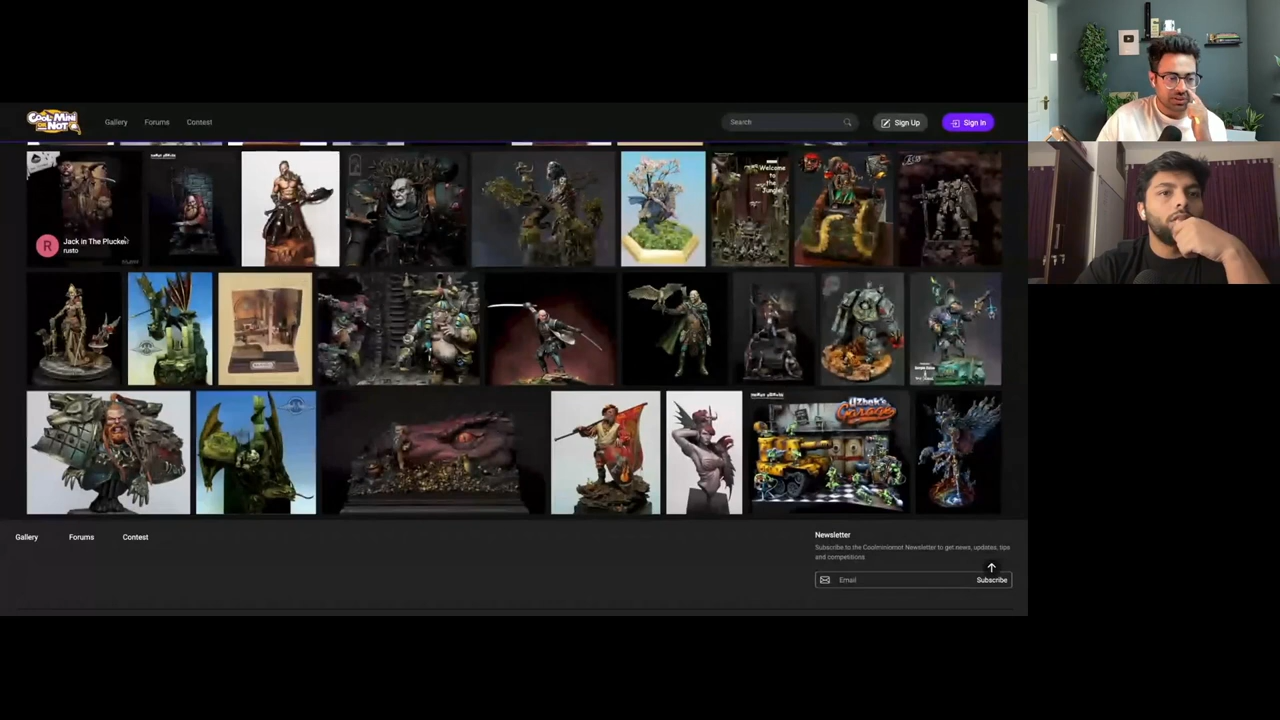 COOL MINI
OR NOT
Gallery
Forums
Contest
Search
Sign Up
Sign In
R
Jack in The Plucker
rusto
Welcome
to
the
Jungle!
Uzbek's
Garage
Gallery
Forums
Contest
Newsletter
Subscribe to the Coolminiornot Newsletter to get news, updates, tips
and competitions
Email
Subscribe